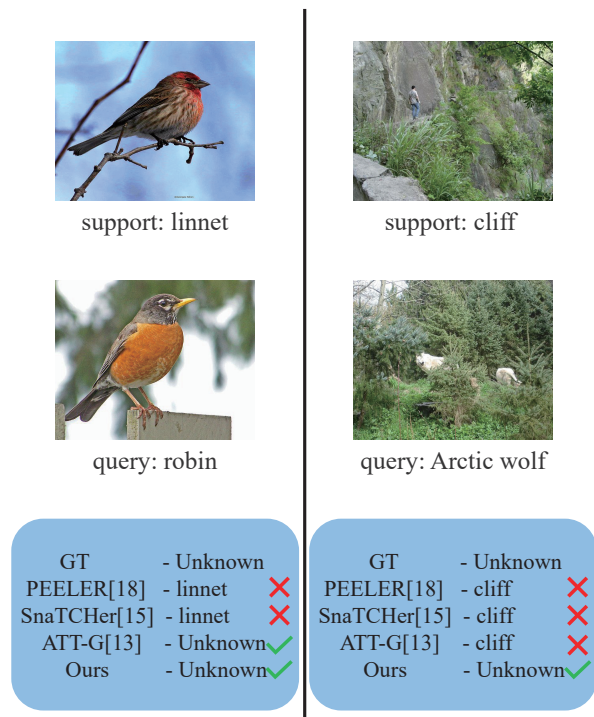 support: linnet
query: robin
GT - Unknown
PEELER[18] - linnet
SnaTCHer[15] - linnet
ATT-G[13] - Unknown
Ours - Unknown
support: cliff
query: Arctic wolf
GT - Unknown
PEELER[18] - cliff
SnaTCHer[15] - cliff
ATT-G[13] - cliff
Ours - Unknown